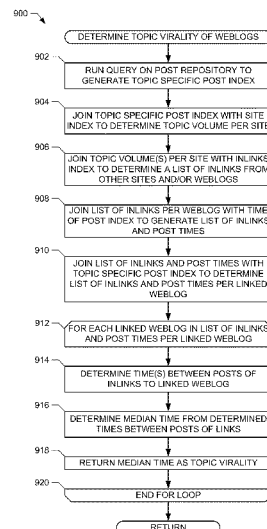 900
DETERMINE TOPIC VIRALITY OF WEBLOGS
902
RUN QUERY ON POST REPOSITORY TO
GENERATE TOPIC SPECIFIC POST INDEX
904
JOIN TOPIC SPECIFIC POST INDEX WITH SITE
INDEX TO DETERMINE TOPIC VOLUME PER SITE
906
JOIN TOPIC VOLUME(S) PER SITE WITH INLINKS
INDEX TO DETERMINE A LIST OF INLINKS FROM
OTHER SITES AND/OR WEBLOGS
908
JOIN LIST OF INLINKS PER WEBLOG WITH TIME
OF POST INDEX TO GENERATE LIST OF INLINKS
AND POST TIMES
910
JOIN LIST OF INLINKS AND POST TIMES WITH
TOPIC SPECIFIC POST INDEX TO DETERMINE
LIST OF INLINKS AND POST TIMES PER LINKED
WEBLOG
912
FOR EACH LINKED WEBLOG IN LIST OF INLINKS
AND POST TIMES PER LINKED WEBLOG
914
DETERMINE TIME(S) BETWEEN POSTS OF
INLINKS TO LINKED WEBLOG
916
DETERMINE MEDIAN TIME FROM DETERMINED
TIMES BETWEEN POSTS OF LINKS
918
RETURN MEDIAN TIME AS TOPIC VIRALITY
920
END FOR LOOP
RETURN